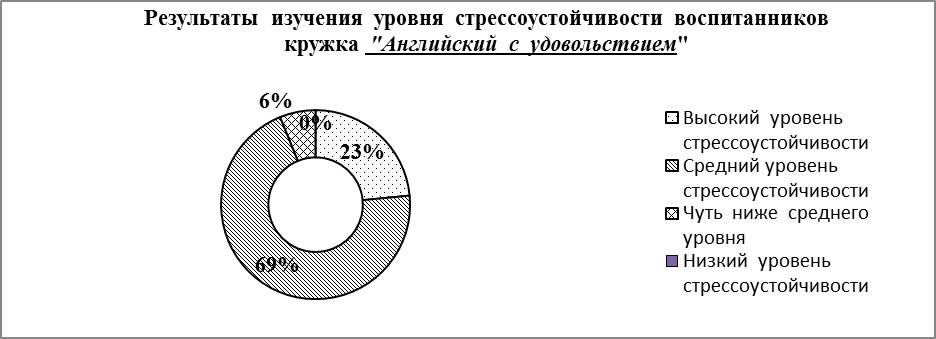 Результаты изучения уровня стрессоустойчивости воспитанников
кружка "Английский с удовольствием"
6%
0%
23%
69%
Высокий уровень
стрессоустойчивости
Средний уровень
стрессоустойчивости
Чуть ниже среднего
уровня
Низкий уровень
стрессоустойчивости